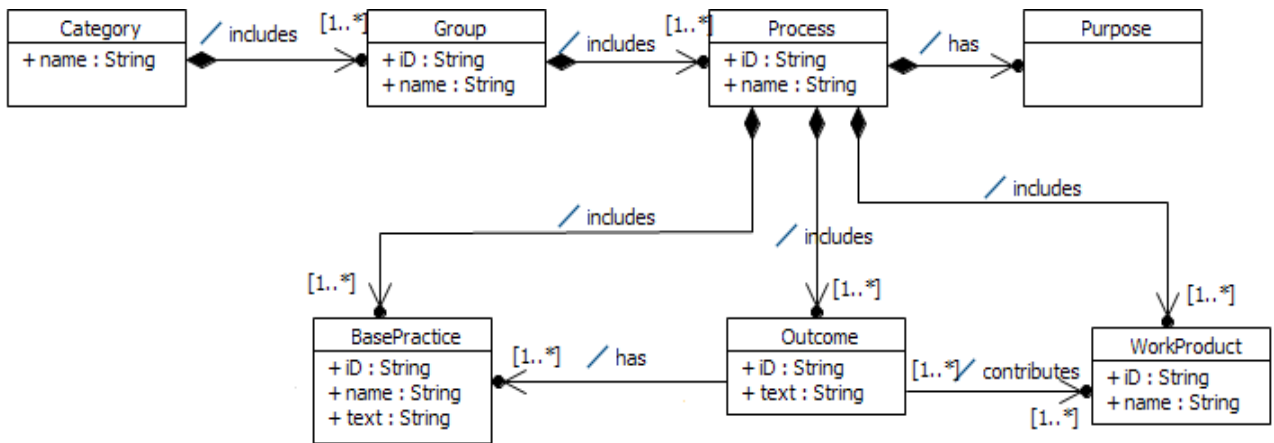 Category
+ name : String
includes
[1..*]
Group
+ iD : String
+ name : String
includes
[1..*]
Process
+ iD : String
+ name : String
has
Purpose
includes
[1..*]
includes
[1..*]
includes
[1..*]
BasePractice
+ iD : String
+ name : String
+ text : String
[1..*]
has
Outcome
+ iD : String
+ text : String
[1..*]
contributes
[1..*]
WorkProduct
+ iD : String
+ name : String